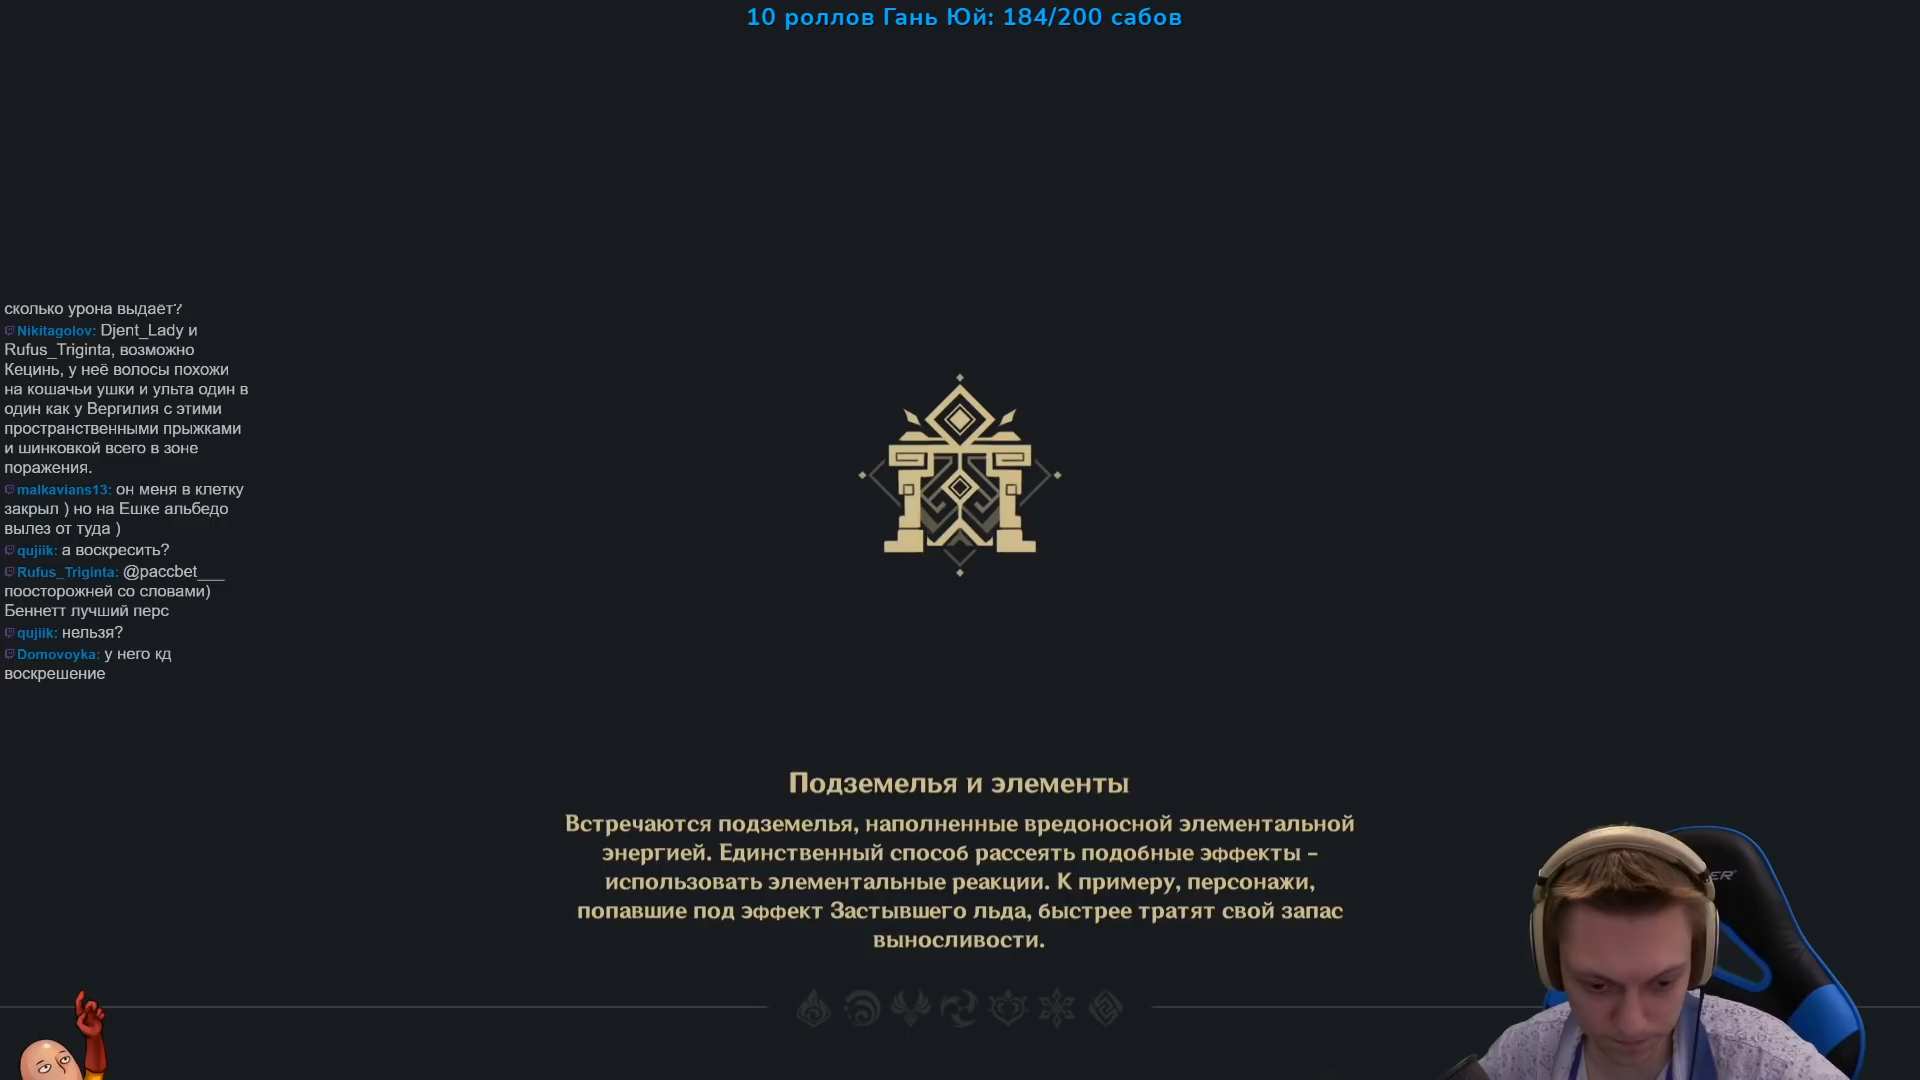 10 роллов Гань Юй: 184/200 сабов
сколько урона выдаёт?
Nikitagolov: Djent_Lady и
Rufus_Triginta, возможно
Кецинь, у неё волосы похожи
на кошачьи ушки и ульта один в
один как у Вергилия с этими
пространственными прыжками
и шинковкой всего в зоне
поражения.
malkavians13: он меня в клетку
закрыл ) но на Ешке альбедо
вылез от туда )
qujiik: а воскресить?
Rufus_Triginta: @paccbet___
поосторожней со словами)
Беннетт лучший перс
qujiik: нельзя?
Domovoyka: у него кд
воскрешение
Подземелья и элементы
Встречаются подземелья, наполненные вредоносной элементальной
энергией. Единственный способ рассеять подобные эффекты –
использовать элементальные реакции. К примеру, персонажи,
попавшие под эффект Застывшего льда, быстрее тратят свой запас
выносливости.